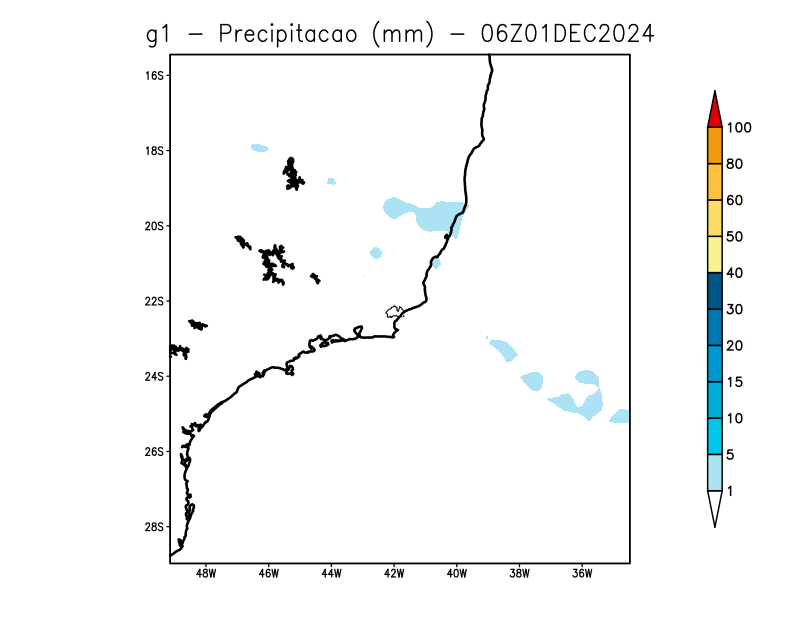 g1 – Precipitacao (mm) – 06Z01DEC2024
16S
18S
20S
22S
24S
26S
28S
48W 46W 44W 42W 40W 38W 36W
100
80
60
50
40
30
20
15
10
5
1